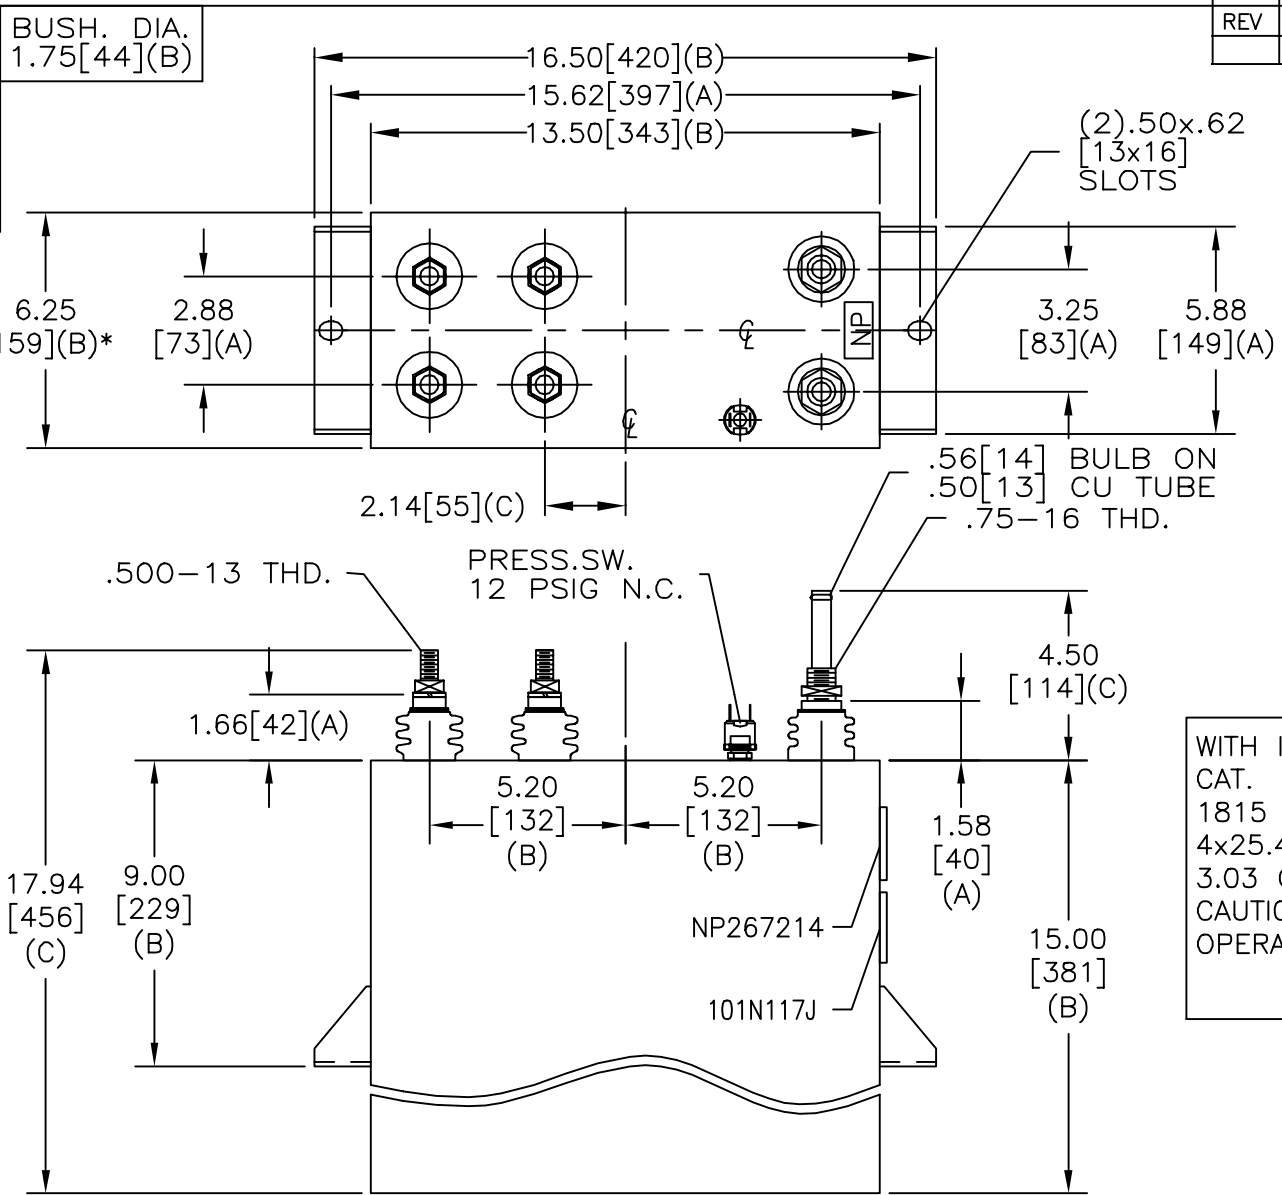 BUSH. DIA.
1.75[44](B)
REV
16.50[420](B)
15.62[397](A)
13.50[343](B)
(2).50x.62
[13x16]
SLOTS
6.25
159](B)*
2.88
[73](A)
3.25
[83](A)
5.88
[149](A)
NP
℄
℄
2.14[55](C)
.56[14] BULB ON
.50[13] CU TUBE
.75-16 THD.
.500-13 THD.
PRESS.SW.
12 PSIG N.C.
4.50
[114](C)
1.66[42](A)
5.20
[132]
(B)
5.20
[132]
(B)
1.58
[40]
(A)
17.94
[456]
(C)
9.00
[229]
(B)
NP267214
101N117J
15.00
[381]
(B)
WITH
CAT.
1815
4x25.4
3.03